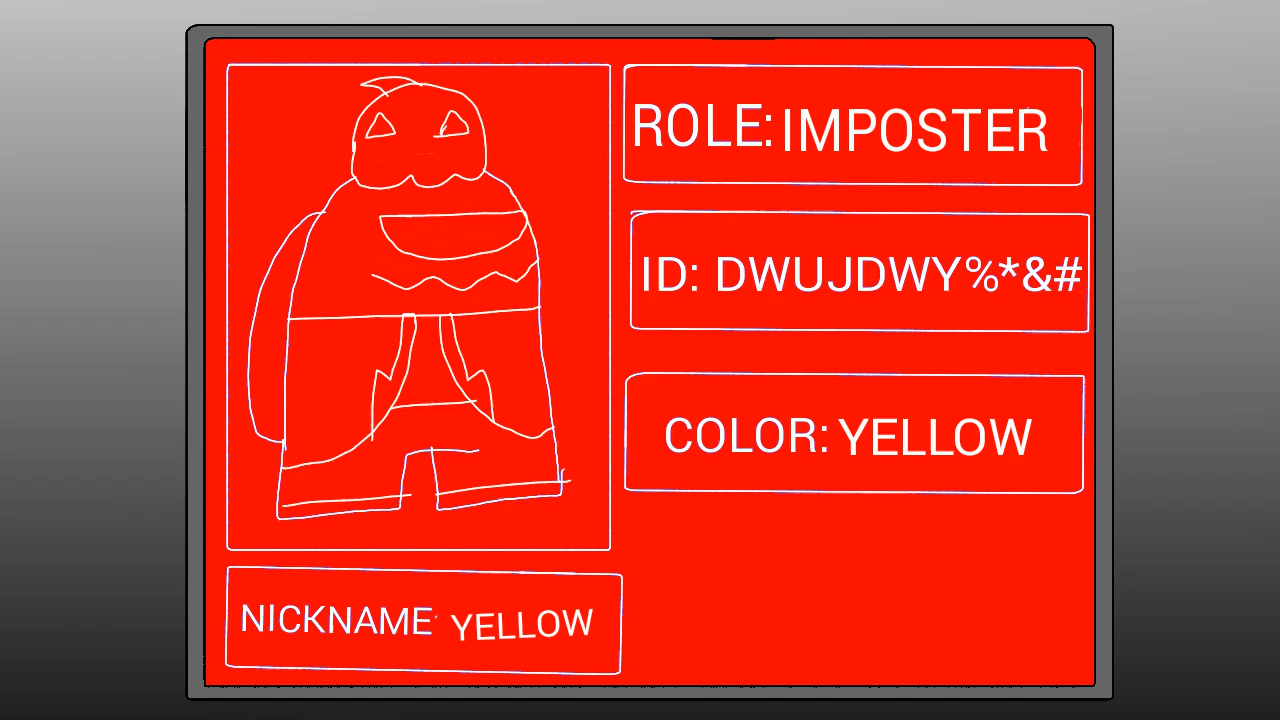 ROLE: IMPOSTER
ID: DWUJDWY%*&#
COLOR: YELLOW
NICKNAME: YELLOW